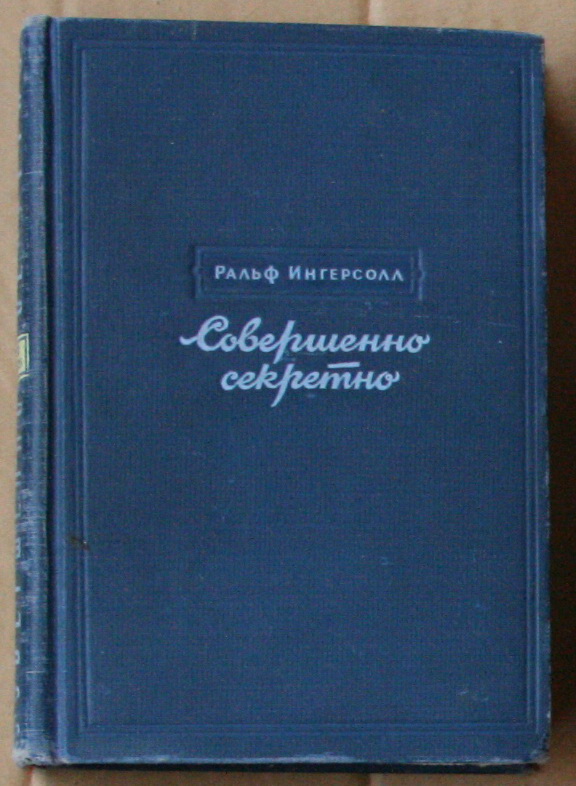 Ральф Ингерсолл
Совершенно
секретно